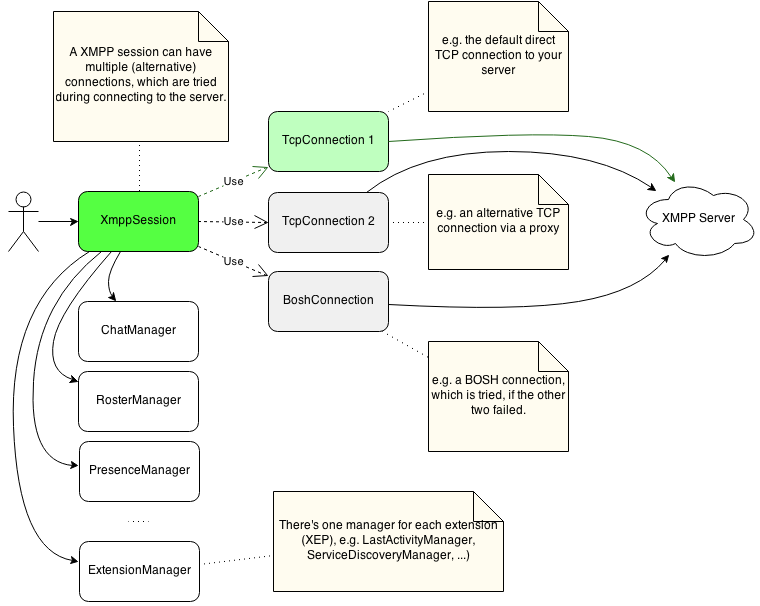 A XMPP session can have
multiple (alternative)
connections, which are tried
during connecting to the server.
e.g. the default direct
TCP connection to your
server
TcpConnection 1
Use
XmppSession
Use
TcpConnection 2
e.g. an alternative TCP
connection via a proxy
XMPP Server
Use
BoshConnection
ChatManager
e.g. a BOSH connection,
which is tried, if the other
two failed.
RosterManager
PresenceManager
......
There's one manager for each extension
(XEP), e.g. LastActivityManager,
ServiceDiscoveryManager, ...)
ExtensionManager